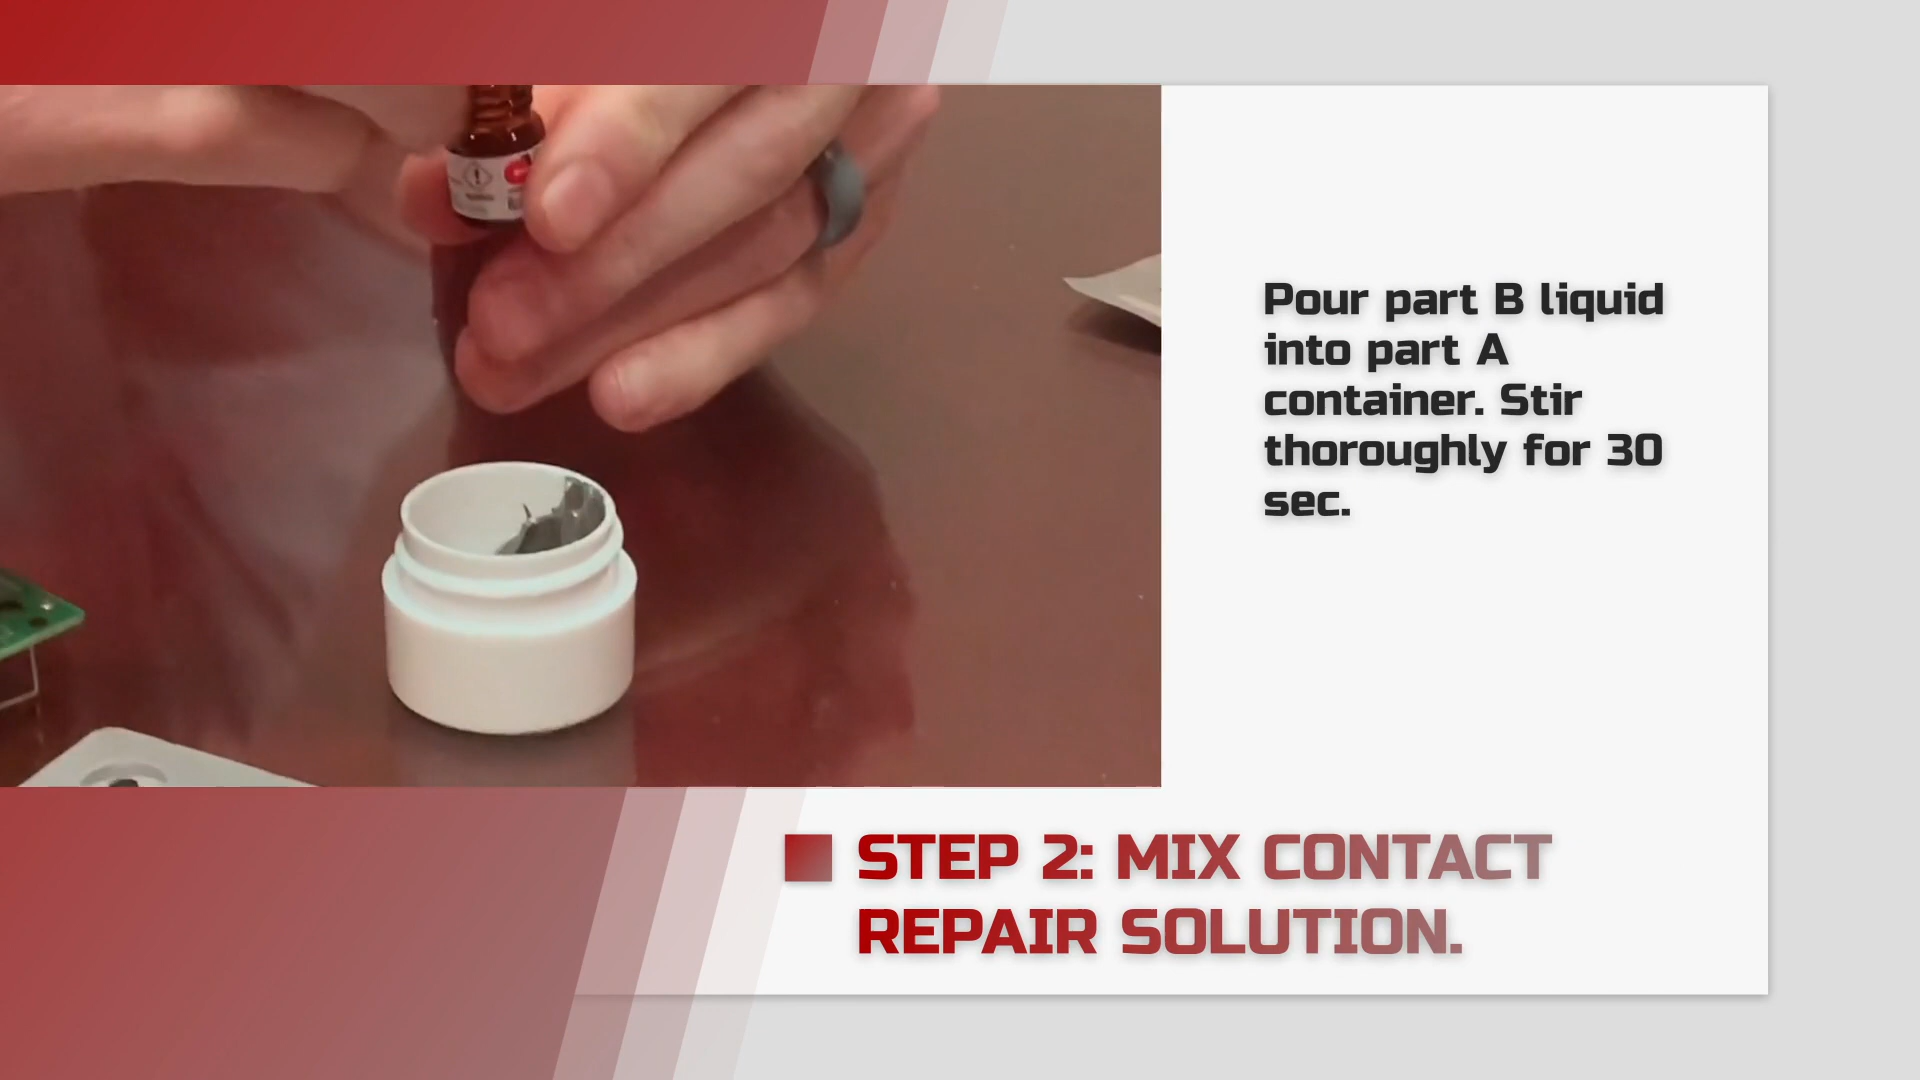 Pour part B liquid
into part A
container. Stir
thoroughly for 30
sec.
STEP 2: MIX CONTACT
REPAIR SOLUTION.